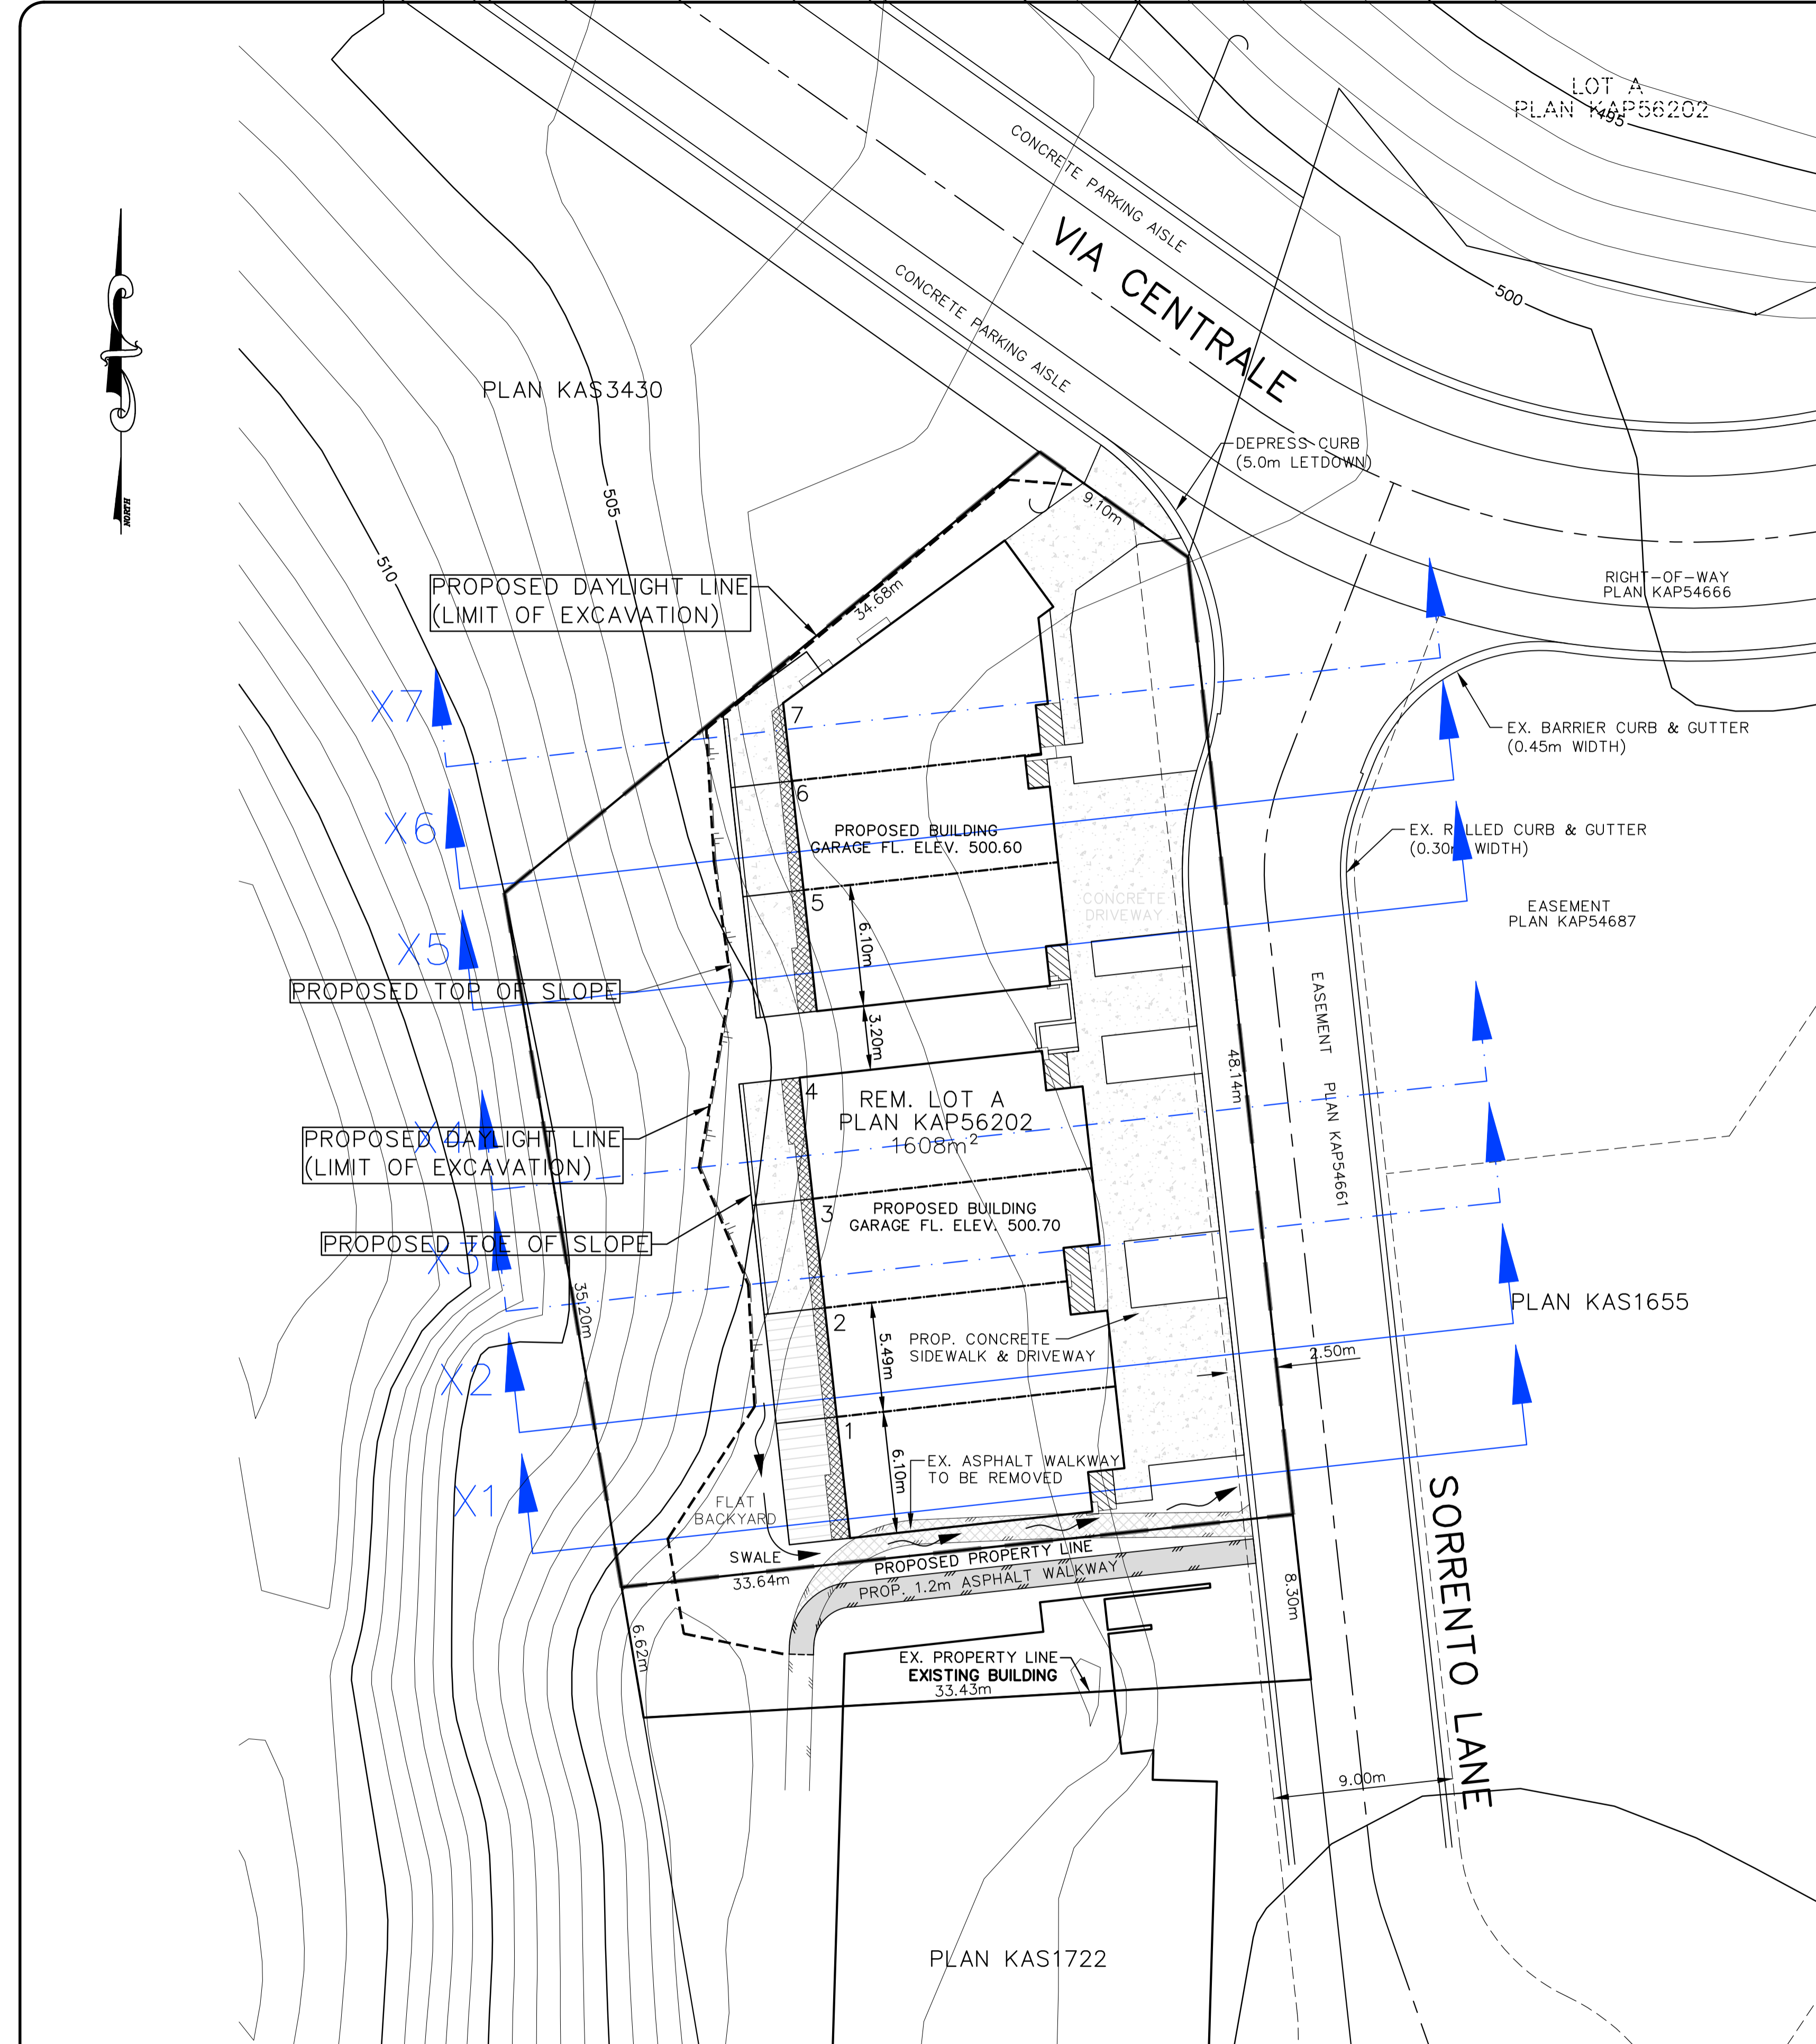 LOT A
PLAN KAP56202
495
CONCRETE PARKING AISLE
VIA CENTRALE
CONCRETE PARKING AISLE
500
NORTH
PLAN KAS3430
505
510
DEPRESS CURB
(5.0m LETDOWN)
9.10m
PROPOSED DAYLIGHT LINE
(LIMIT OF EXCAVATION)
34.68m
RIGHT-OF-WAY
PLAN KAP54666
X7
7
EX. BARRIER CURB & GUTTER
(0.45m WIDTH)
X6
6
PROPOSED BUILDING
GARAGE FL. ELEV. 500.60
EX. ROLLED CURB & GUTTER
(0.30m WIDTH)
5
CONCRETE
DRIVEWAY
EASEMENT
PLAN KAP54687
X5
6.10m
PROPOSED TOP OF SLOPE
3.20m
EASEMENT PLAN KAP54661
48.14m
4
REM. LOT A
PLAN KAP56202
1608m²
X4
PROPOSED DAYLIGHT LINE
(LIMIT OF EXCAVATION)
3
PROPOSED BUILDING
GARAGE FL. ELEV. 500.70
PROPOSED TOE OF SLOPE
X3
35.20m
PLAN KAS1655
2
5.49m
PROP. CONCRETE
SIDEWALK & DRIVEWAY
2.50m
X2
1
6.10m
EX. ASPHALT WALKWAY
TO BE REMOVED
X1
FLAT
BACKYARD
SORRENTO LANE
SWALE
PROPOSED PROPERTY LINE
33.64m
PROP. 1.2m ASPHALT WALKWAY
8.30m
6.62m
EX. PROPERTY LINE
EXISTING BUILDING
33.43m
9.00m
PLAN KAS1722